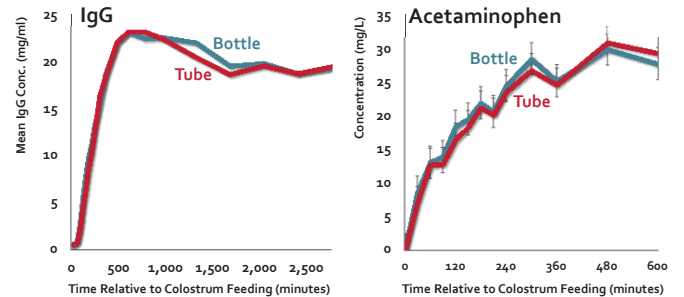 IgG
Mean IgG Conc. (mg/ml)
25
20
15
10
5
0
Bottle
Tube
0 500 1,000 1,500 2,000 2,500
Time Relative to Colostrum Feeding (minutes)
Acetaminophen
Concentration (mg/L)
35
35
30
25
20
15
10
5
0
Bottle
Tube
0 120 240 360 480 600
Time Relative to Colostrum Feeding (minutes)